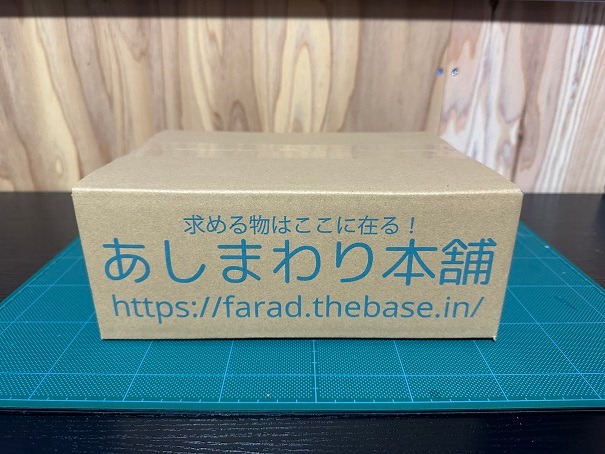 求める物はここに在る！
あしまわり本舗
https://farad.thebase.in/